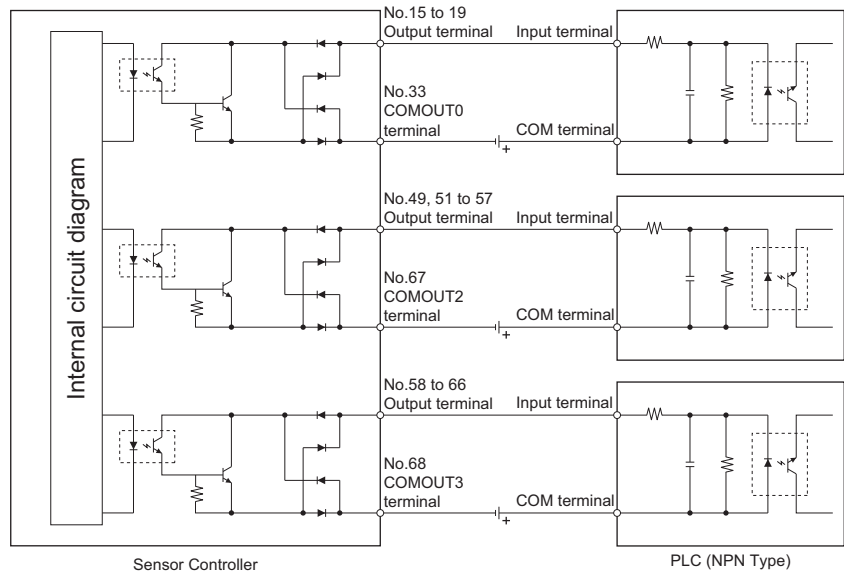 No.15 to 19
Output terminal
Input terminal
No.33
COMOUT0
terminal
COM terminal
+
No.49, 51 to 57
Output terminal
Input terminal
No.67
COMOUT2
terminal
COM terminal
+
No.58 to 66
Output terminal
Input terminal
No.68
COMOUT3
terminal
COM terminal
+
Internal circuit diagram
Sensor Controller
PLC (NPN Type)